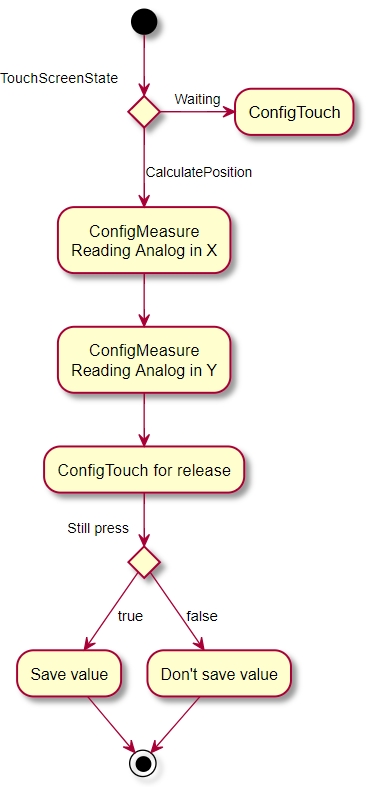 TouchScreenState
Waiting
ConfigTouch
CalculatePosition
ConfigMeasure
Reading Analog in X
ConfigMeasure
Reading Analog in Y
ConfigTouch for release
Still press
true
false
Save value
Don't save value